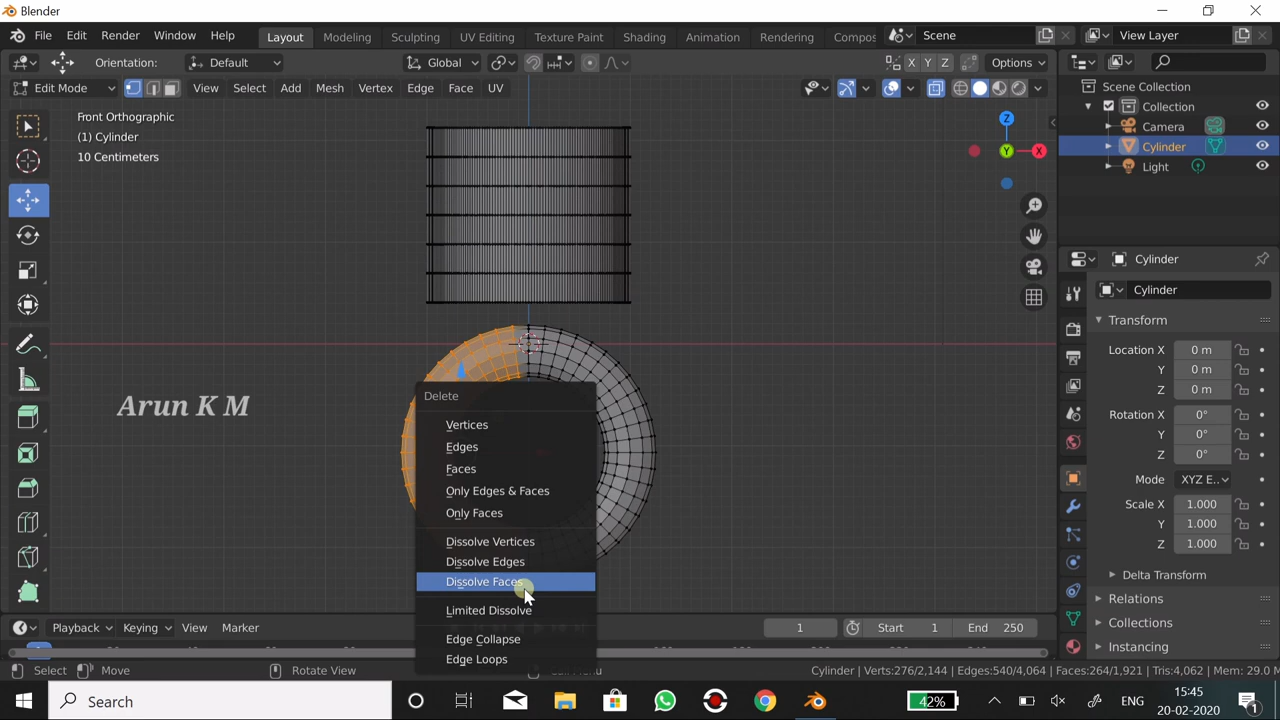 Blender
File Edit Render Window Help Layout Modeling Sculpting UV Editing Texture Paint Shading Animation Rendering Compos Scene View Layer
Orientation: Default Global X Y Z Options
Edit Mode View Select Add Mesh Vertex Edge Face UV
Scene Collection
Collection
Camera
Cylinder
Light
Front Orthographic
(1) Cylinder
10 Centimeters
Z
Y
X
Arun K M
Delete
Vertices
Edges
Faces
Only Edges & Faces
Only Faces
Dissolve Vertices
Dissolve Edges
Dissolve Faces
Limited Dissolve
Edge Collapse
Edge Loops
Cylinder
Cylinder
Transform
Location X 0 m
Y 0 m
Z 0 m
Rotation X 0°
Y 0°
Z 0°
Mode XYZ E..
Scale X 1.000
Y 1.000
Z 1.000
Delta Transform
Relations
Collections
Instancing
Playback Keying View Marker 1 Start 1 End 250
Select Move Rotate View Cylinder | Verts:276/2,144 | Edges:540/4,064 | Faces:264/1,921 | Tris:4,062 | Mem: 29.0 M
Search 42% ENG 15:45
20-02-2020
1